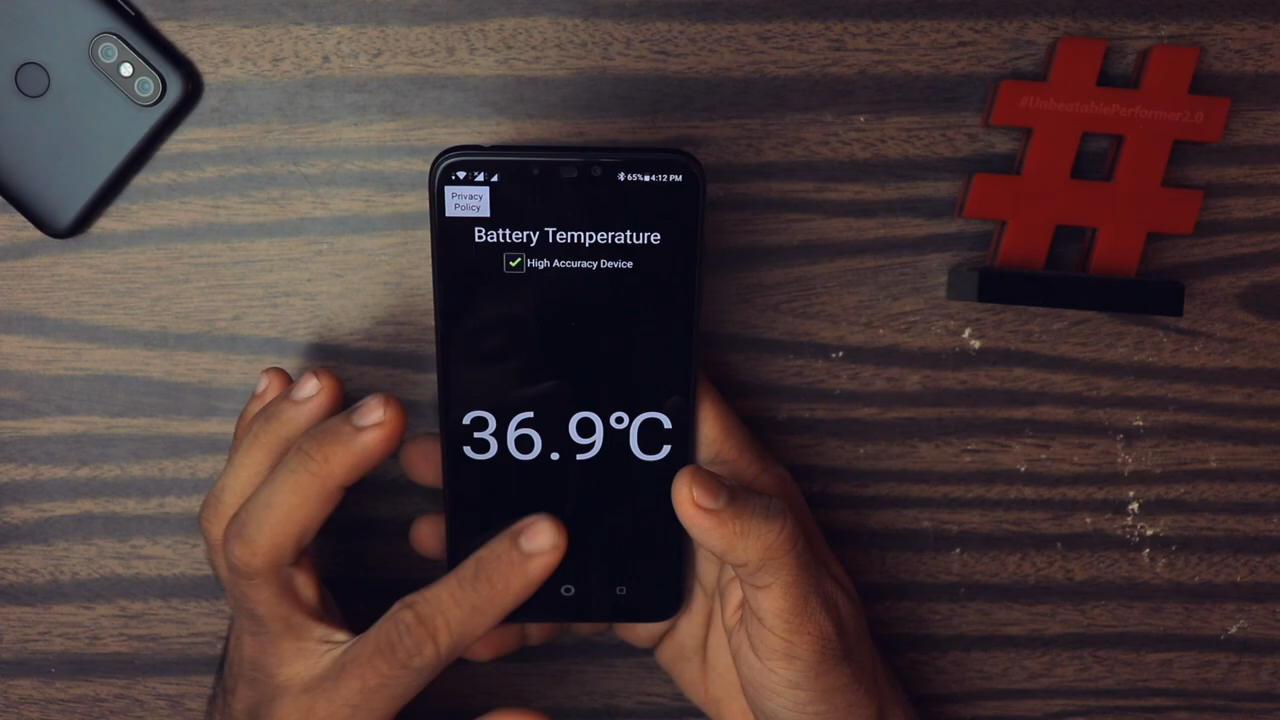 65% 4:12 PM
Privacy
Policy
Battery Temperature
High Accuracy Device
36.9°C
#UnbeatablePerformer2.0